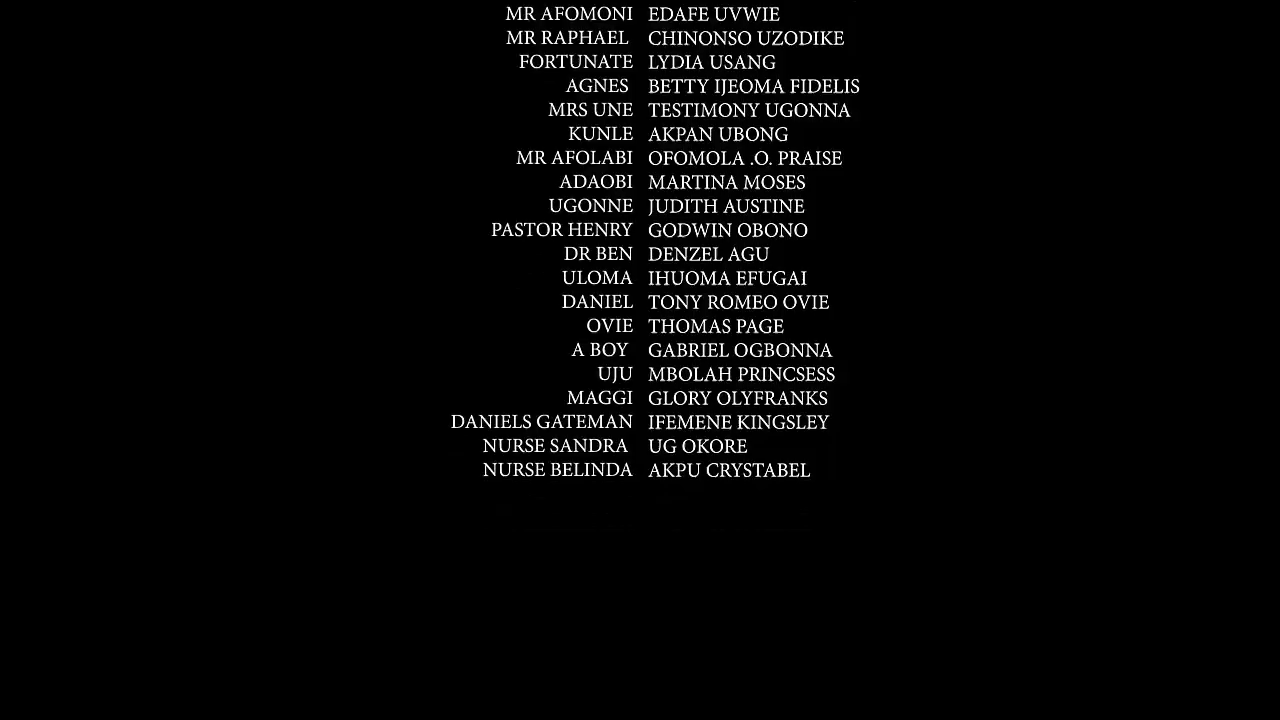 MR AFOMONI EDAFE UVWIE
MR RAPHAEL CHINONSO UZODIKE
FORTUNATE LYDIA USANG
AGNES BETTY IJEOMA FIDELIS
MRS UNE TESTIMONY UGONNA
KUNLE AKPAN UBONG
MR AFOLABI OFOMOLA .O. PRAISE
ADAOBI MARTINA MOSES
UGONNE JUDITH AUSTINE
PASTOR HENRY GODWIN OBONO
DR BEN DENZEL AGU
ULOMA IHUOMA EFUGAI
DANIEL TONY ROMEO OVIE
OVIE THOMAS PAGE
A BOY GABRIEL OGBONNA
UJU MBOLAH PRINCSESS
MAGGI GLORY OLYFRANKS
DANIELS GATEMAN IFEMENE KINGSLEY
NURSE SANDRA UG OKORE
NURSE BELINDA AKPU CRYSTABEL